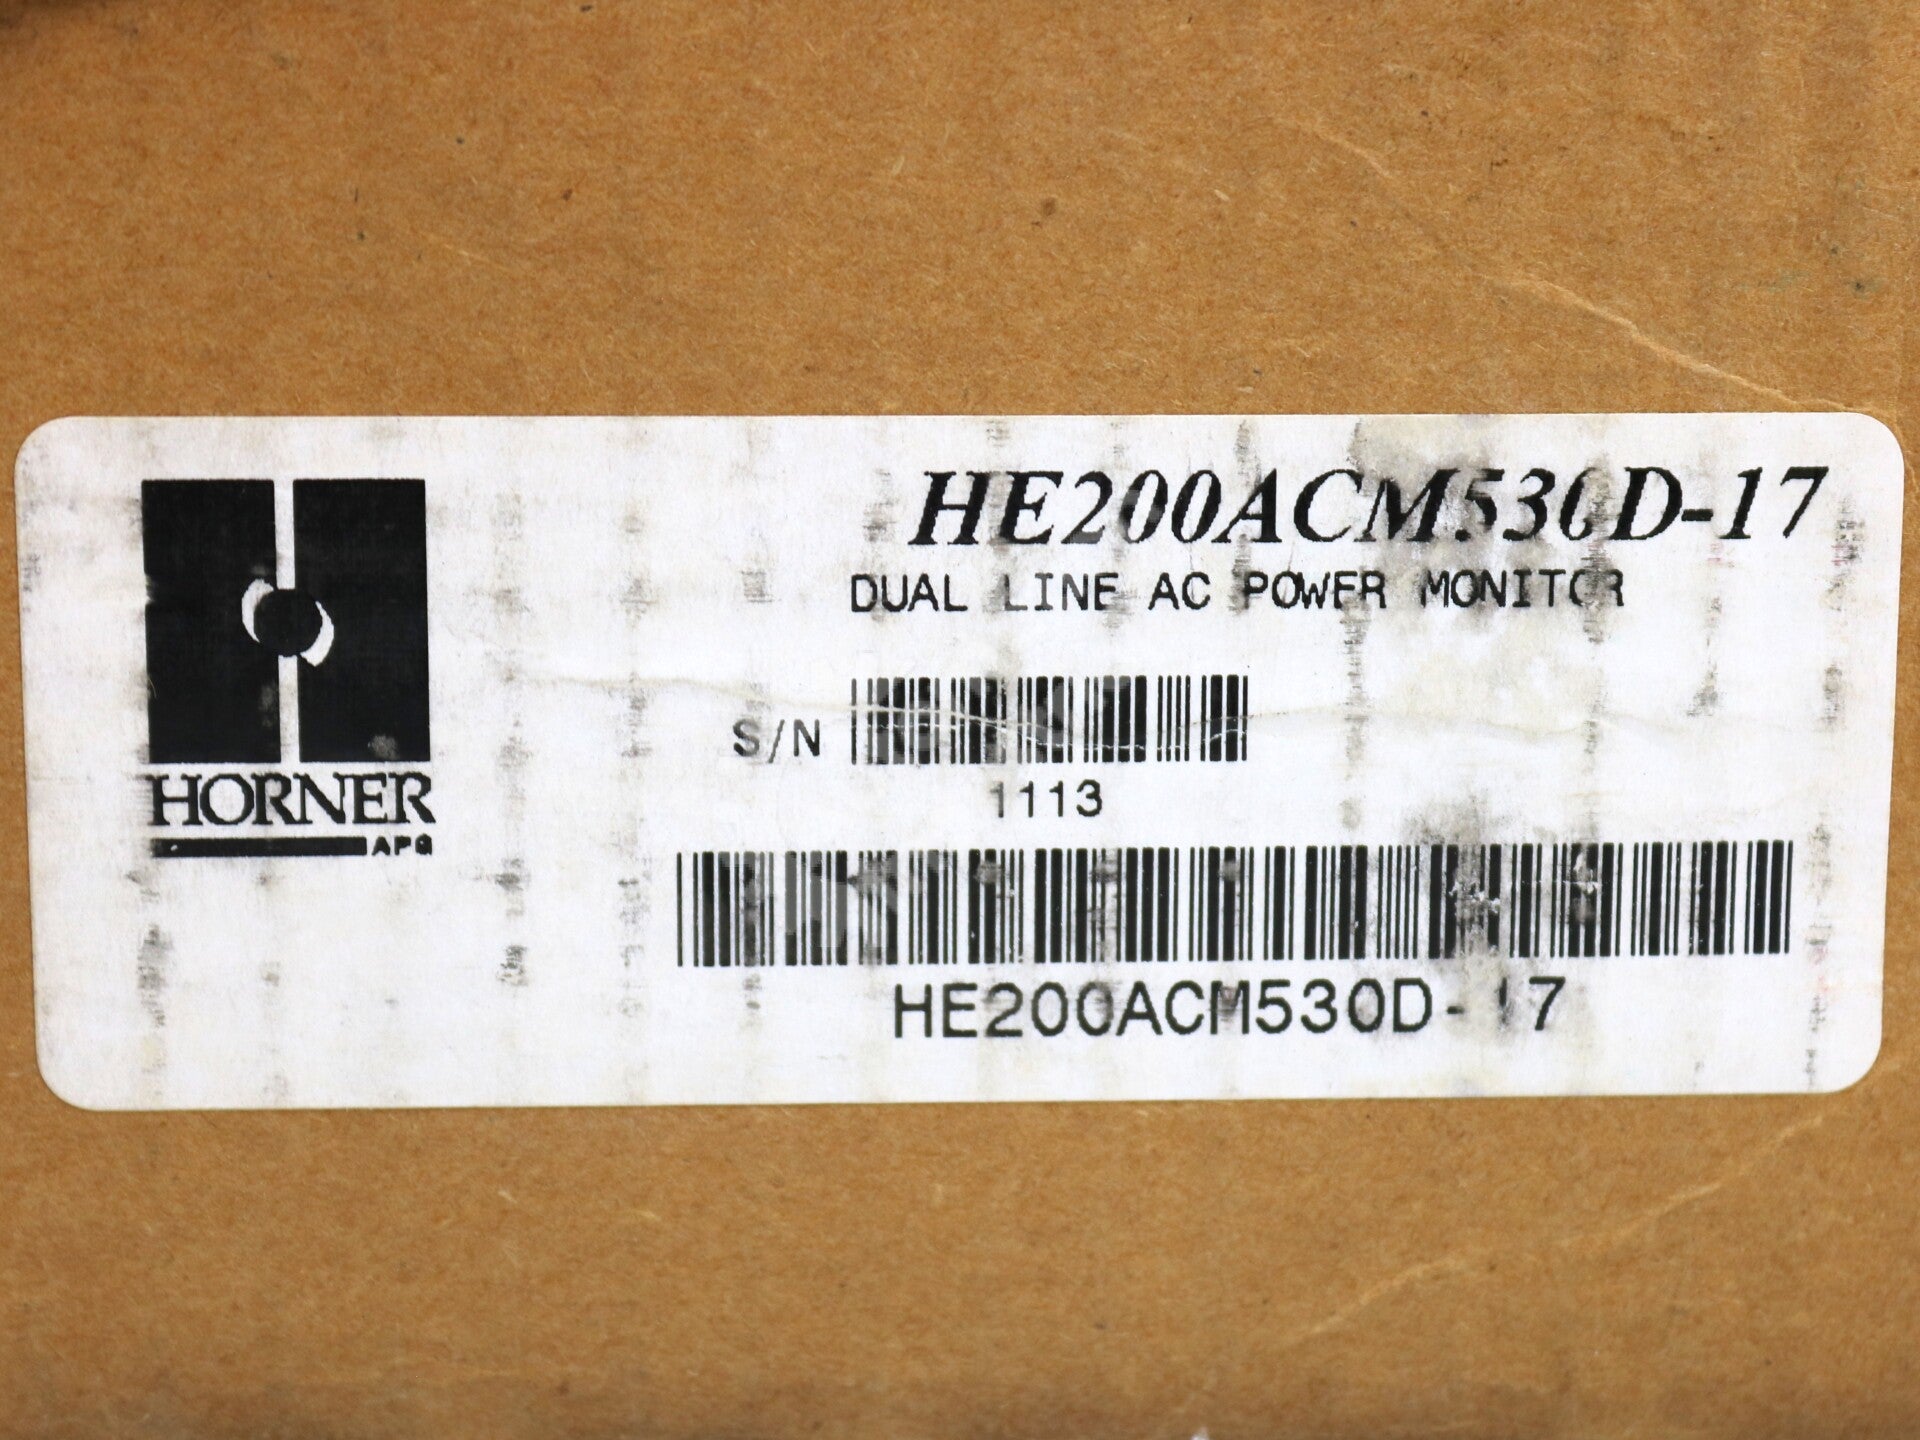 HE200ACM530D-17
DUAL LINE AC POWER MONITOR
S/N
1113
HORNER
APG
HE200ACM530D-17